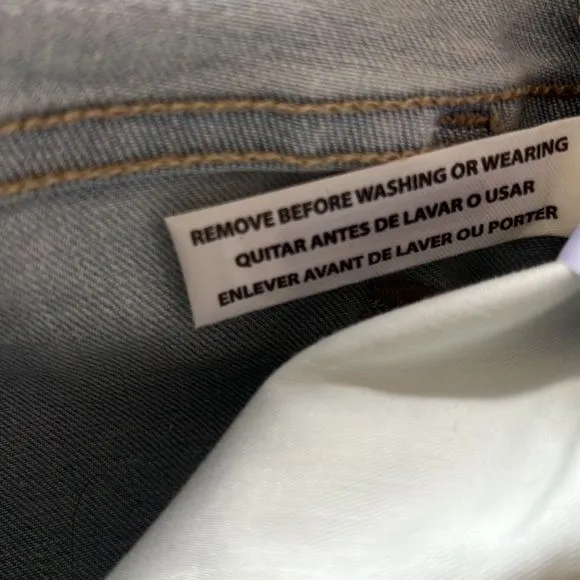 REMOVE BEFORE WASHING OR WEARING
QUITAR ANTES DE LAVAR O USAR
ENLEVER AVANT DE LAVER OU PORTER